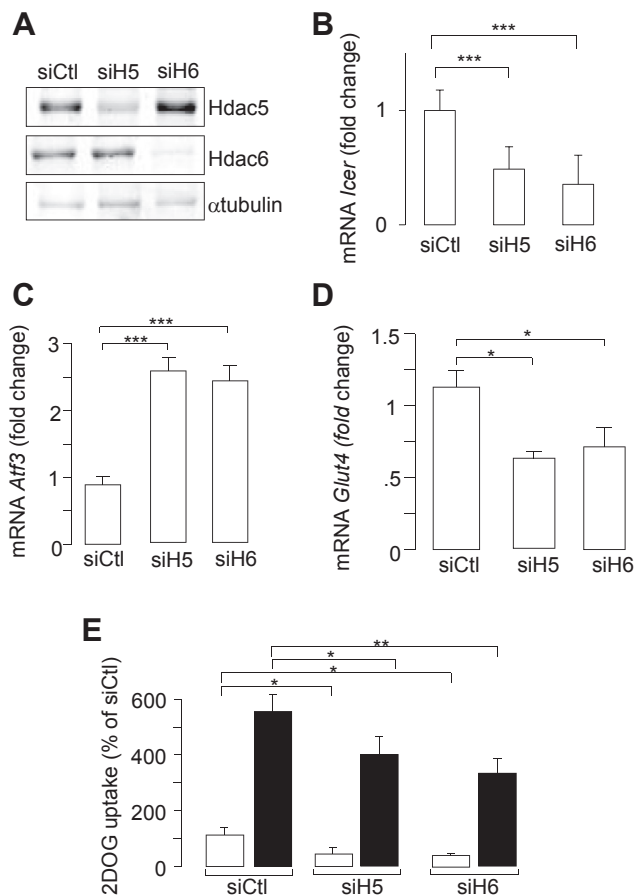 A
siCtl siH5 siH6
Hdac5
Hdac6
αtubulin
B
mRNA Icer (fold change)
1
0
***
***
siCtl siH5 siH6
C
mRNA Atf3 (fold change)
3
2
1
0
***
***
siCtl siH5 siH6
D
mRNA Glut4 (fold change)
1.5
1
.5
0
*
*
siCtl siH5 siH6
E
2DOG uptake (% of siCtl)
600
400
200
0
**
*
*
*
siCtl siH5 siH6